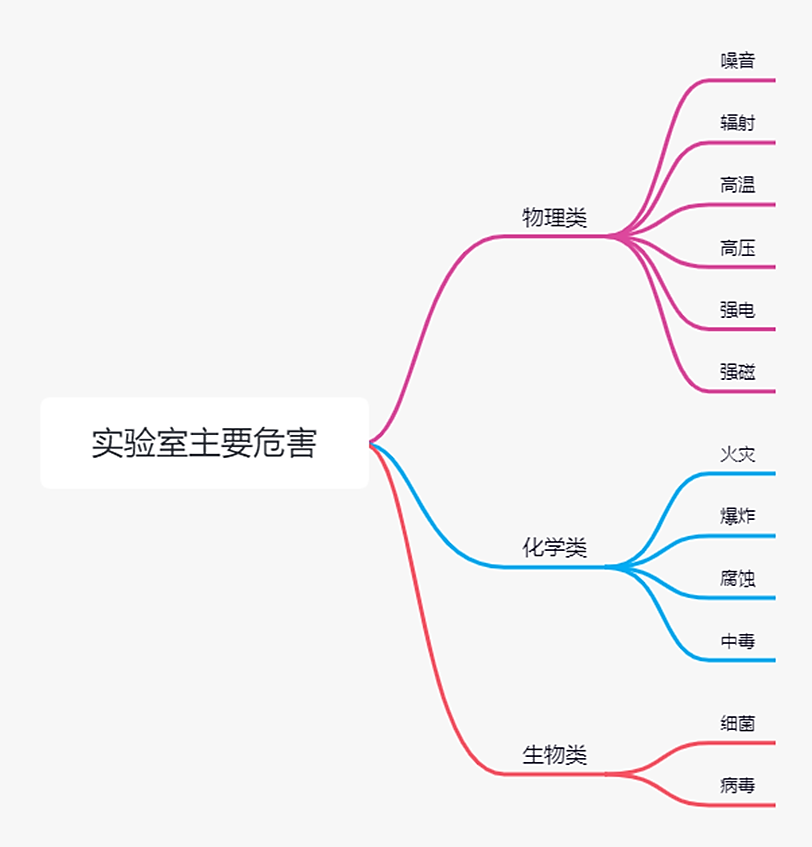 实验室主要危害
物理类
噪音
辐射
高温
高压
强电
强磁
化学类
火灾
爆炸
腐蚀
中毒
生物类
细菌
病毒